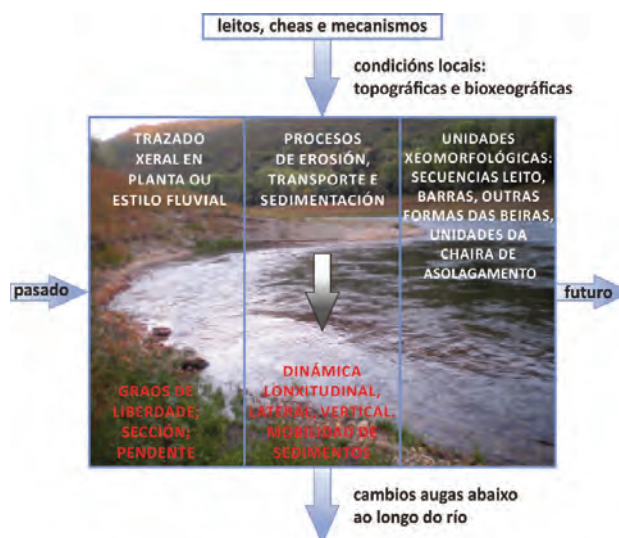 leitos, cheas e mecanismos
condicións locais:
topográficas e bioxeográficas
TRAZADO
XERAL EN
PLANTA OU
ESTILO FLUVIAL
PROCESOS
DE EROSIÓN,
TRANSPORTE E
SEDIMENTACIÓN
UNIDADES
XEOMORFOLÓGICAS:
SECUENCIAS LEITO,
BARRAS, OUTRAS
FORMAS DAS BEIRAS,
UNIDADES DA
CHAIRA DE
ASOLAGAMENTO
pasado
futuro
GRAOS DE
LIBERDADE;
SECCIÓN;
PENDENTE
DINÁMICA
LONXITUDINAL,
LATERAL, VERTICAL.
MOBILIDADE DE
SEDIMENTOS
cambios augas abaixo
ao longo do río